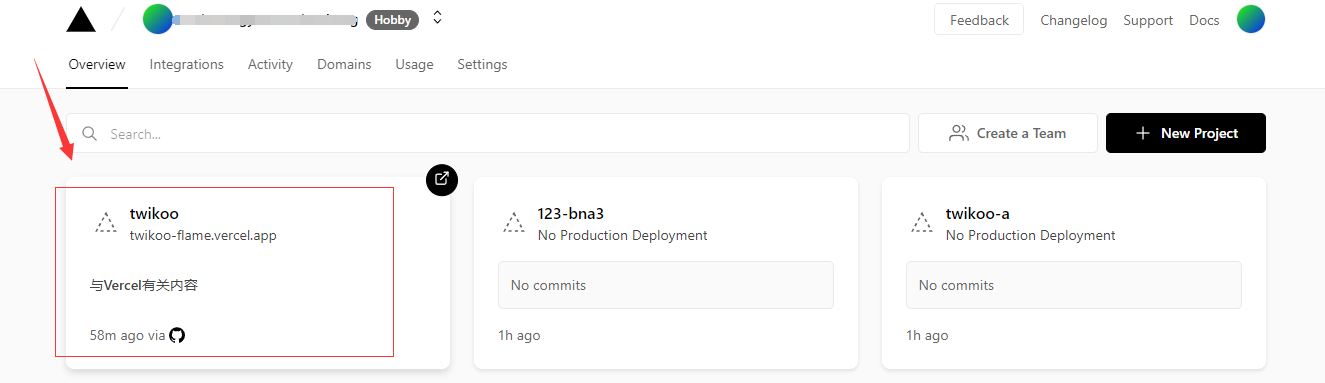 Hobby
Feedback
Changelog
Support
Docs
Overview
Integrations
Activity
Domains
Usage
Settings
Search...
Create a Team
New Project
twikoo
twikoo-flame.vercel.app
与Vercel有关内容
58m ago via
123-bna3
No Production Deployment
No commits
1h ago
twikoo-a
No Production Deployment
No commits
1h ago